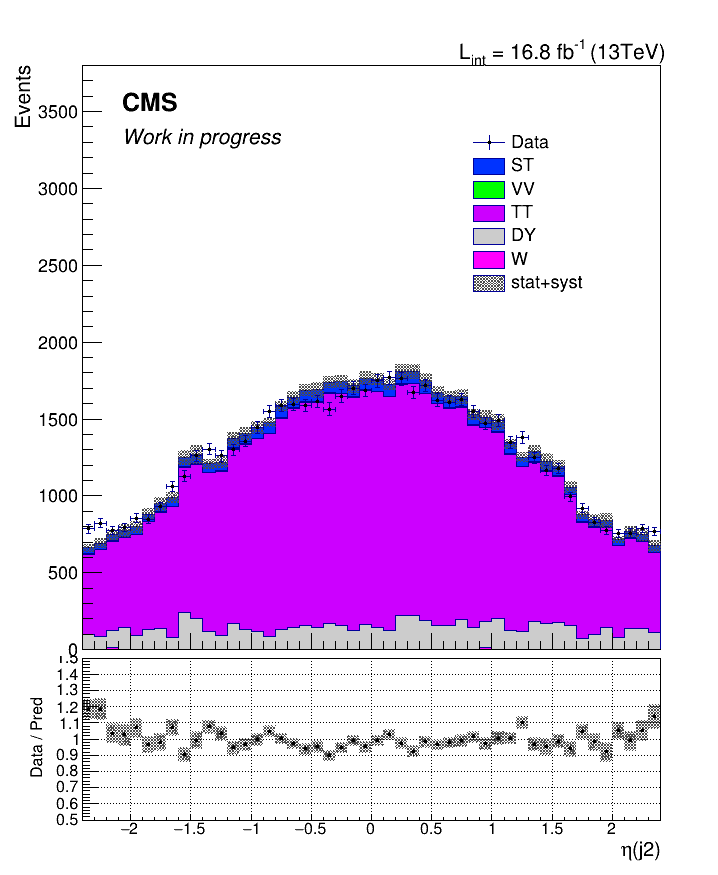 L_int = 16.8 fb^-1 (13TeV)
Events
CMS
Work in progress
3500
3000
2500
2000
1500
1000
500
0
Data
ST
VV
TT
DY
W
stat+syst
Data / Pred
1.5
1.4
1.3
1.2
1.1
1
0.9
0.8
0.7
0.6
0.5
−2 −1.5 −1 −0.5 0 0.5 1 1.5 2
η(j2)